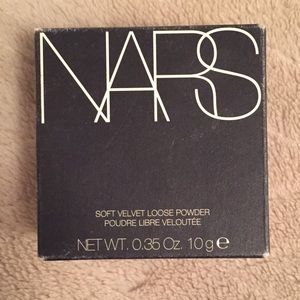 NARS
SOFT VELVET LOOSE POWDER
POUDRE LIBRE VELOUTÉE
NET WT. 0.35 Oz. 10 g ℮